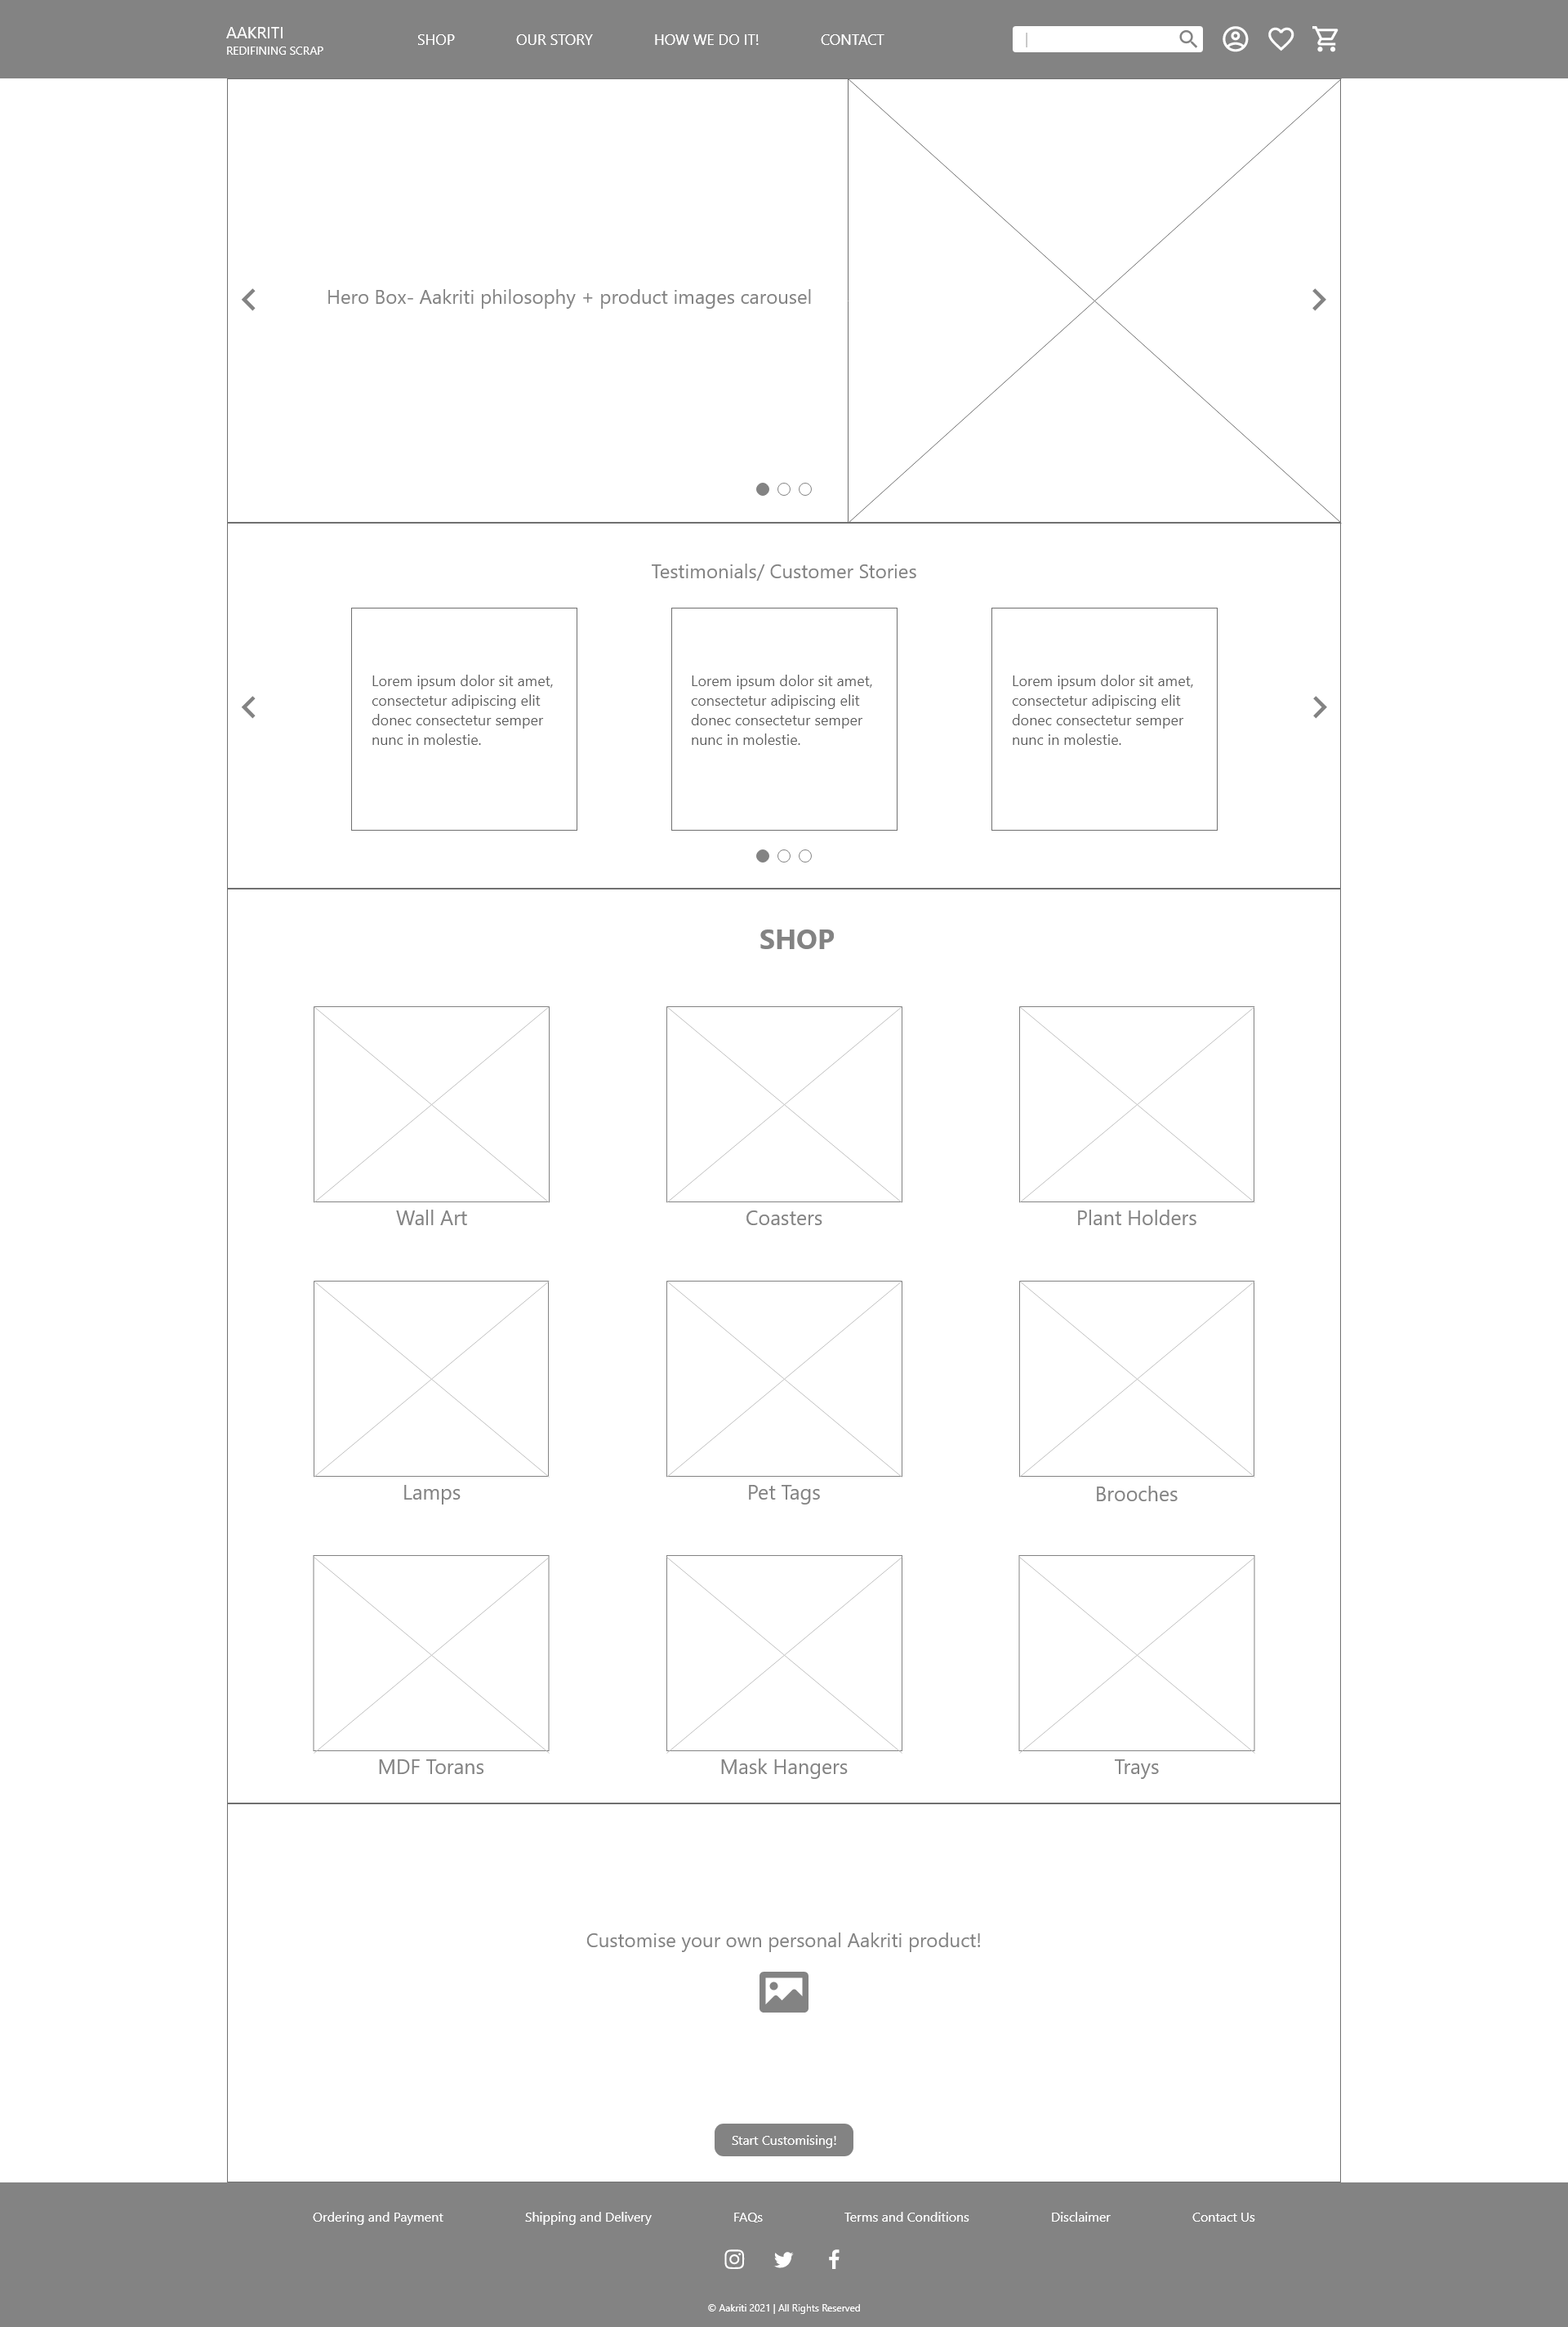 AAKRITI
REDIFINING SCRAP
SHOP
OUR STORY
HOW WE DO IT!
CONTACT
Hero Box- Aakriti philosophy + product images carousel
Testimonials/ Customer Stories
Lorem ipsum dolor sit amet,
consectetur adipiscing elit
donec consectetur semper
nunc in molestie.
Lorem ipsum dolor sit amet,
consectetur adipiscing elit
donec consectetur semper
nunc in molestie.
Lorem ipsum dolor sit amet,
consectetur adipiscing elit
donec consectetur semper
nunc in molestie.
SHOP
Wall Art
Coasters
Plant Holders
Lamps
Pet Tags
Brooches
MDF Torans
Mask Hangers
Trays
Customise your own personal Aakriti product!
Start Customising!
Ordering and Payment
Shipping and Delivery
FAQs
Terms and Conditions
Disclaimer
Contact Us
© Aakriti 2021 | All Rights Reserved